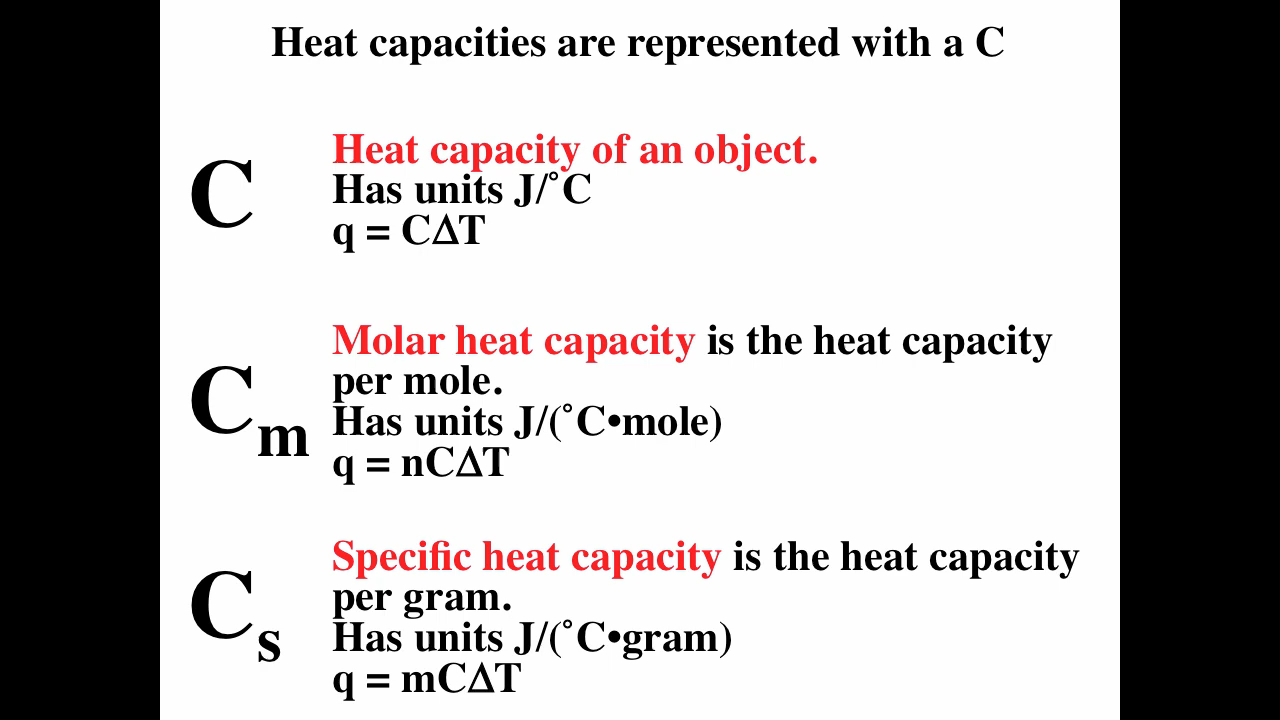 Heat capacities are represented with a C
C
Heat capacity of an object.
Has units J/˚C
q = CΔT
Cm
Molar heat capacity is the heat capacity
per mole.
Has units J/(˚C•mole)
q = nCΔT
Cs
Specific heat capacity is the heat capacity
per gram.
Has units J/(˚C•gram)
q = mCΔT